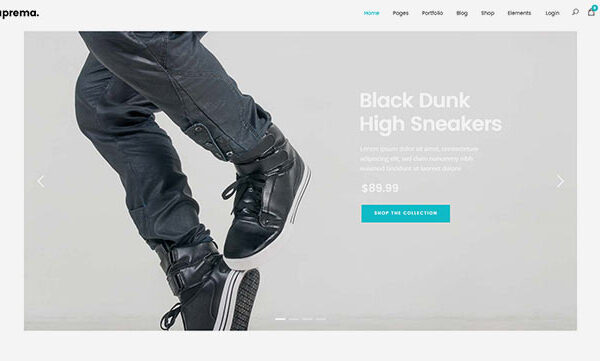 uprema.
Home Pages Portfolio Blog Shop Elements Login
Black Dunk
High Sneakers
Lorem ipsum dolor sit amet, consectetuer
adipiscing elit, sed diam nonummy nibh
euismod tincidunt ut laoreet dolore
$89.99
SHOP THE COLLECTION